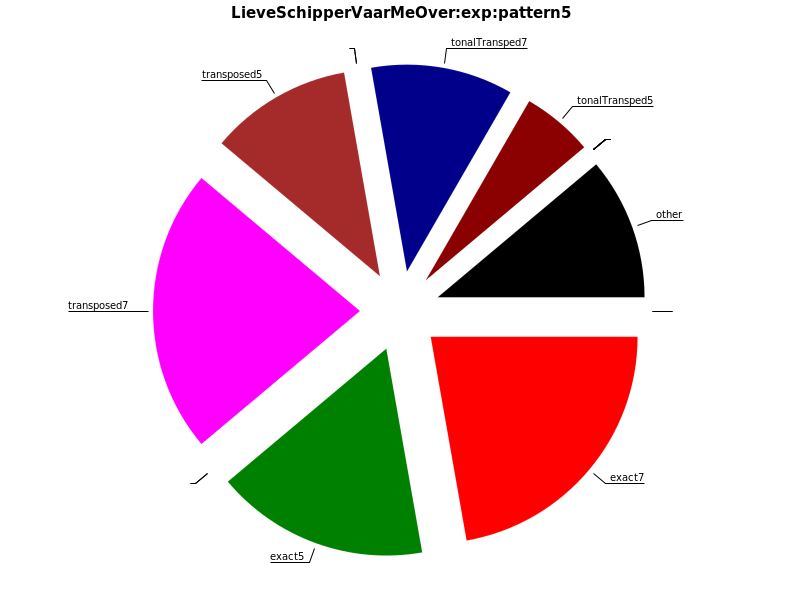 LieveSchipperVaarMeOver:exp:pattern5
tonalTransped7
transposed5
tonalTransped5
other
transposed7
exact7
exact5